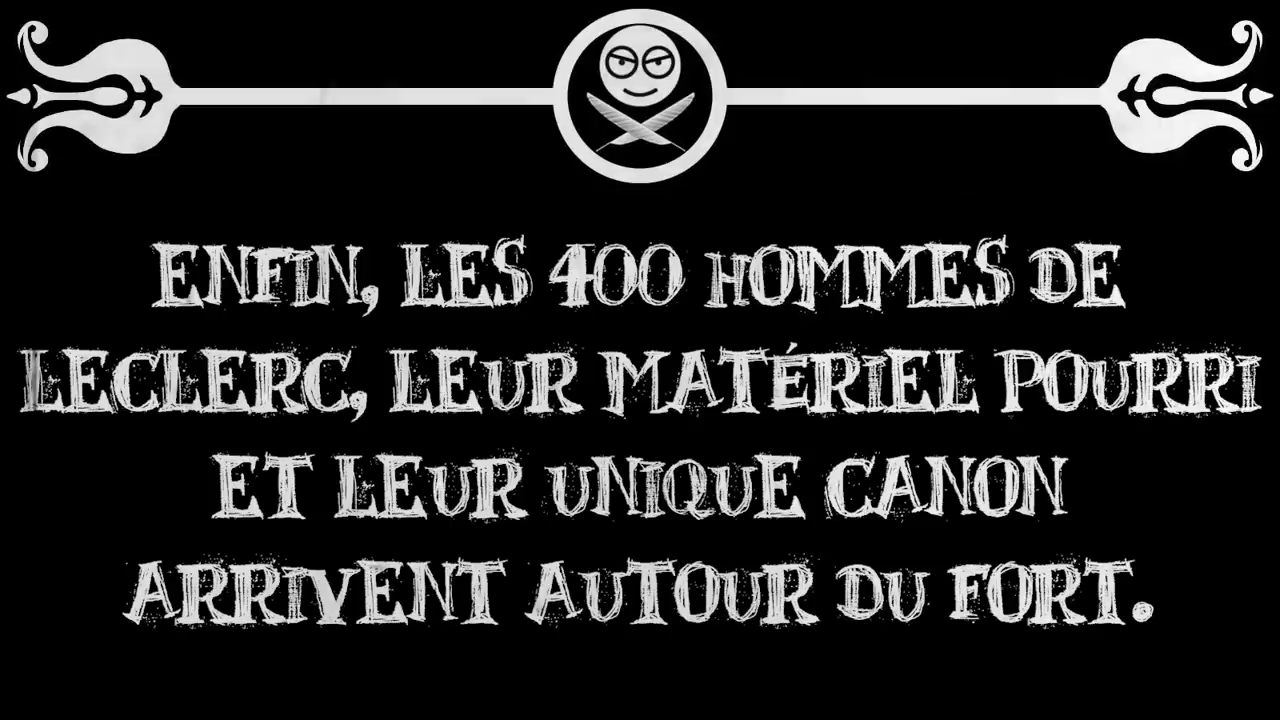 ENFIN, LES 400 HOMMES DE
LECLERC, LEUR MATÉRIEL POURRI
ET LEUR UNIQUE CANON
ARRIVENT AUTOUR DU FORT.